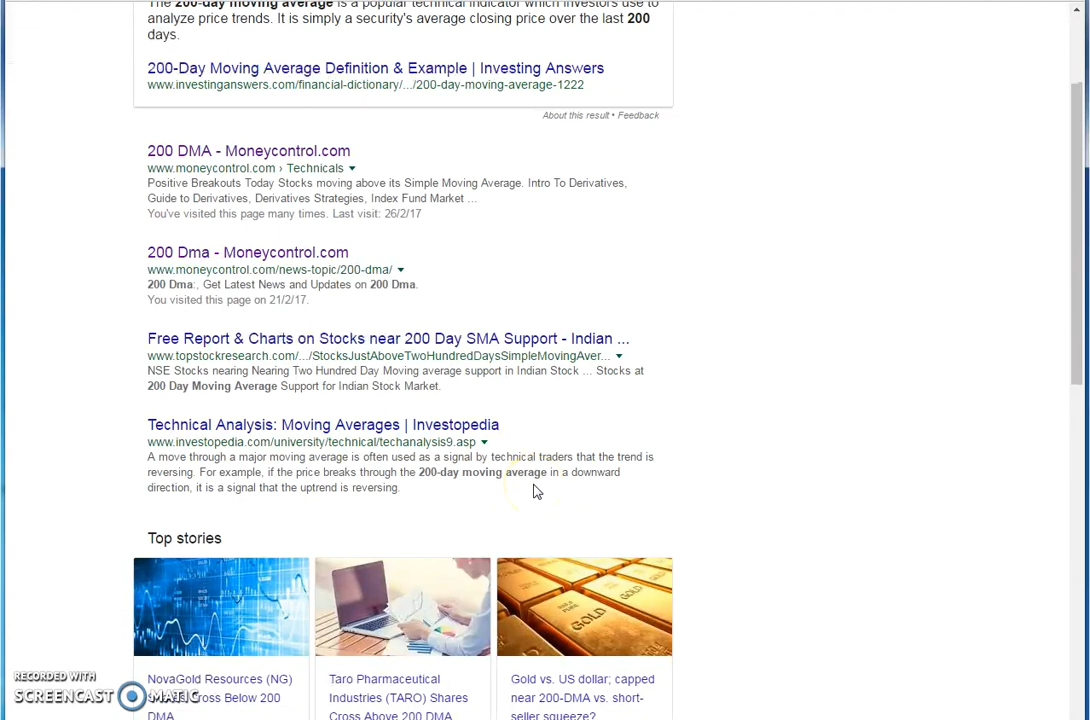 The 200-day moving average is a popular technical indicator which investors use to
analyze price trends. It is simply a security's average closing price over the last 200
days.
200-Day Moving Average Definition & Example | Investing Answers
www.investinganswers.com/financial-dictionary/.../200-day-moving-average-1222
About this result • Feedback
200 DMA - Moneycontrol.com
www.moneycontrol.com › Technicals
Positive Breakouts Today Stocks moving above its Simple Moving Average. Intro To Derivatives,
Guide to Derivatives, Derivatives Strategies, Index Fund Market ...
You've visited this page many times. Last visit: 26/2/17
200 Dma - Moneycontrol.com
www.moneycontrol.com/news-topic/200-dma/
200 Dma:, Get Latest News and Updates on 200 Dma.
You visited this page on 21/2/17.
Free Report & Charts on Stocks near 200 Day SMA Support - Indian ...
www.topstockresearch.com/.../StocksJustAboveTwoHundredDaysSimpleMovingAver...
NSE Stocks nearing Nearing Two Hundred Day Moving average support in Indian Stock ... Stocks at
200 Day Moving Average Support for Indian Stock Market.
Technical Analysis: Moving Averages | Investopedia
www.investopedia.com/university/technical/techanalysis9.asp
A move through a major moving average is often used as a signal by technical traders that the trend is
reversing. For example, if the price breaks through the 200-day moving average in a downward
direction, it is a signal that the uptrend is reversing.
Top stories
GOLD
GOLD
NovaGold Resources (NG)
Cross Below 200
DMA
Taro Pharmaceutical
Industries (TARO) Shares
Cross Above 200 DMA
Gold vs. US dollar; capped
near 200-DMA vs. short-
seller squeeze?
RECORDED WITH
SCREENCAST MATIC